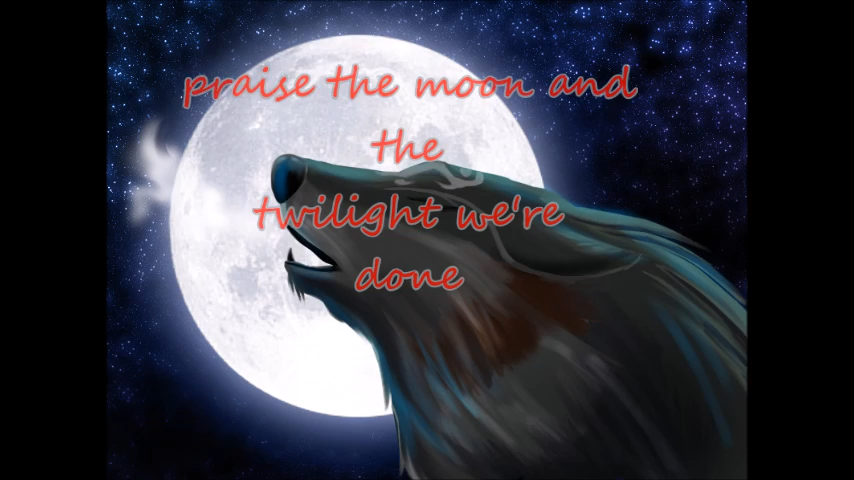 praise the moon and
the
twilight we're
done